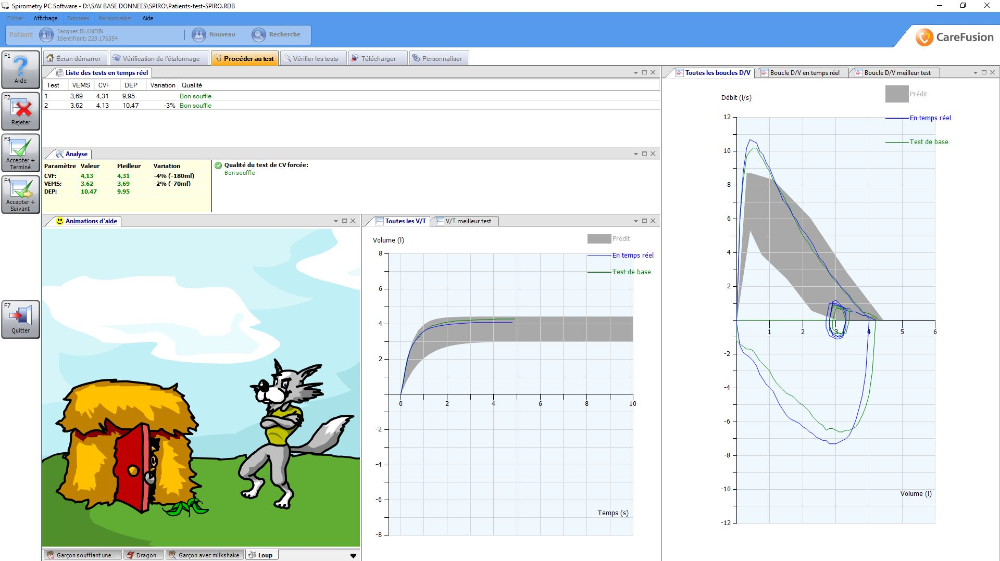 Spirometry PC Software - D:\SAV BASE DONNEES\SPIRO\Patients-test-SPIRO.RDB
Fichier Affichage Données Personnaliser Aide
Patient Jacques BLANDIN
Identifiant: 223.176354
Nouveau Recherche
CareFusion
F1 Aide
F2 Rejeter
F3 Accepter + Terminé
F4 Accepter + Suivant
F7 Quitter
Écran démarrer Vérification de l'étalonnage Procéder au test Vérifier les tests Télécharger Personnaliser
Liste des tests en temps réel
Test VEMS CVF DEP Variation Qualité
1 3,69 4,31 9,95 Bon souffle
2 3,62 4,13 10,47 -3% Bon souffle
Analyse
Paramètre Valeur Meilleur Variation
CVF: 4,13 4,31 -4% (-180ml)
VEMS: 3,62 3,69 -2% (-70ml)
DEP: 10,47 9,95
Qualité du test de CV forcée:
Bon souffle
Animations d'aide
Garçon soufflant une... Dragon Garçon avec milkshake Loup
Toutes les V/T V/T meilleur test
Volume (l)
Prédit
En temps réel
Test de base
8
6
4
2
0 2 4 6 8 10
-2
-4
-6
-8
Temps (s)
Toutes les boucles D/V Boucle D/V en temps réel Boucle D/V meilleur test
Débit (l/s)
Prédit
En temps réel
Test de base
12
10
8
6
4
2
1 2 3 4 5 6
-2
-4
-6
-8
-10
-12
Volume (l)